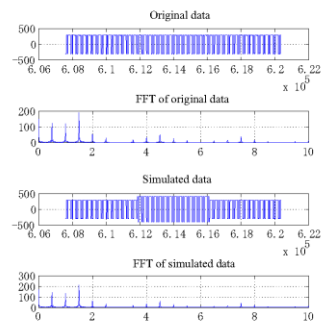 Original data
500
0
-500
6.06 6.08 6.1 6.12 6.14 6.16 6.18 6.2 6.22
x 10^5
FFT of original data
200
100
0
0 2 4 6 8 10
Simulated data
500
0
-500
6.06 6.08 6.1 6.12 6.14 6.16 6.18 6.2 6.22
x 10^5
FFT of simulated data
300
200
100
0
0 2 4 6 8 10